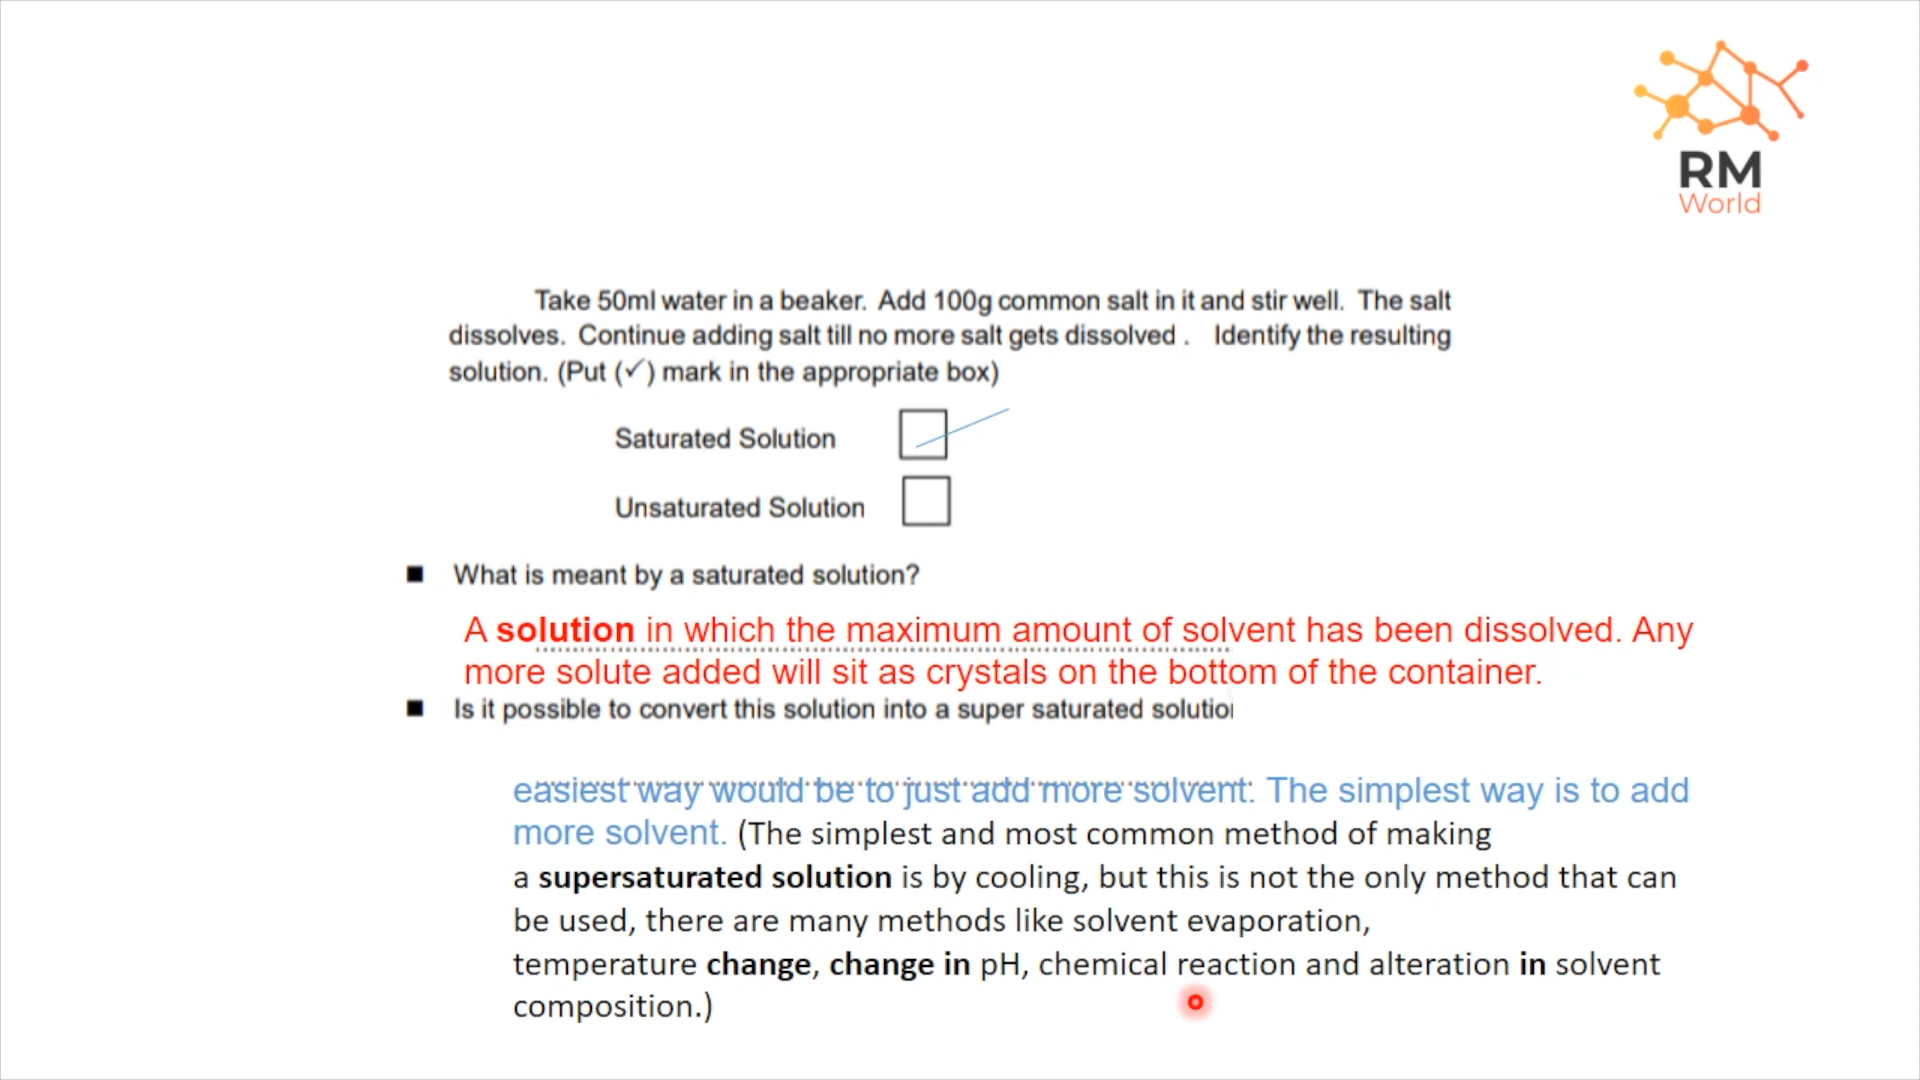 RM
World
Take 50ml water in a beaker. Add 100g common salt in it and stir well. The salt
dissolves. Continue adding salt till no more salt gets dissolved . Identify the resulting
solution. (Put (✓) mark in the appropriate box)
Saturated Solution
Unsaturated Solution
■ What is meant by a saturated solution?
A solution in which the maximum amount of solvent has been dissolved. Any
more solute added will sit as crystals on the bottom of the container.
■ Is it possible to convert this solution into a super saturated solutio
easiest way would be to just add more solvent. The simplest way is to add
more solvent. (The simplest and most common method of making
a supersaturated solution is by cooling, but this is not the only method that can
be used, there are many methods like solvent evaporation,
temperature change, change in pH, chemical reaction and alteration in solvent
composition.)